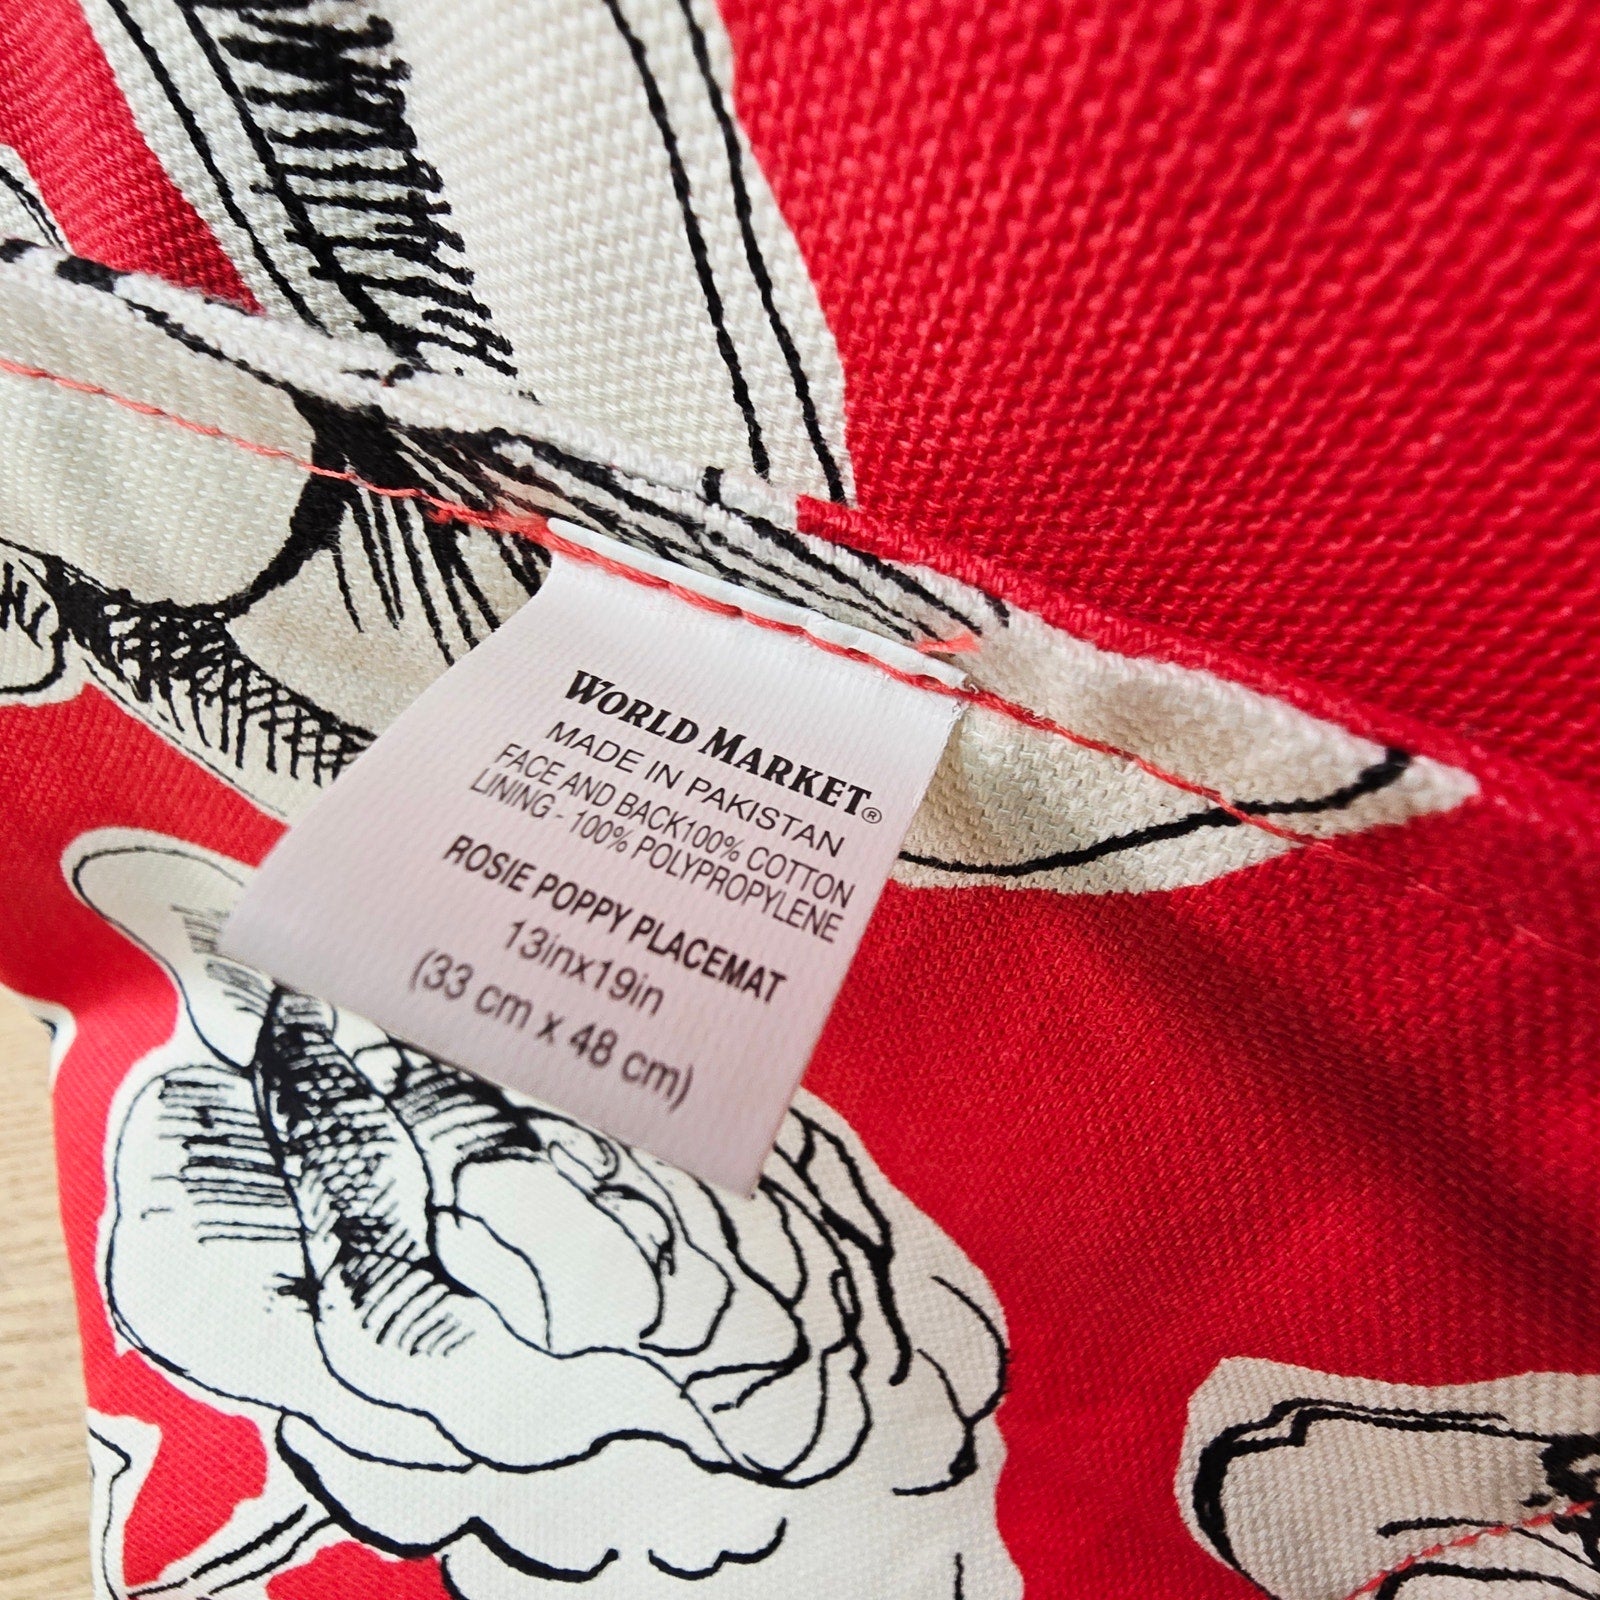 WORLD MARKET®
MADE IN PAKISTAN
FACE AND BACK100% COTTON
LINING - 100% POLYPROPYLENE
ROSIE POPPY PLACEMAT
13inx19in
(33 cm x 48 cm)